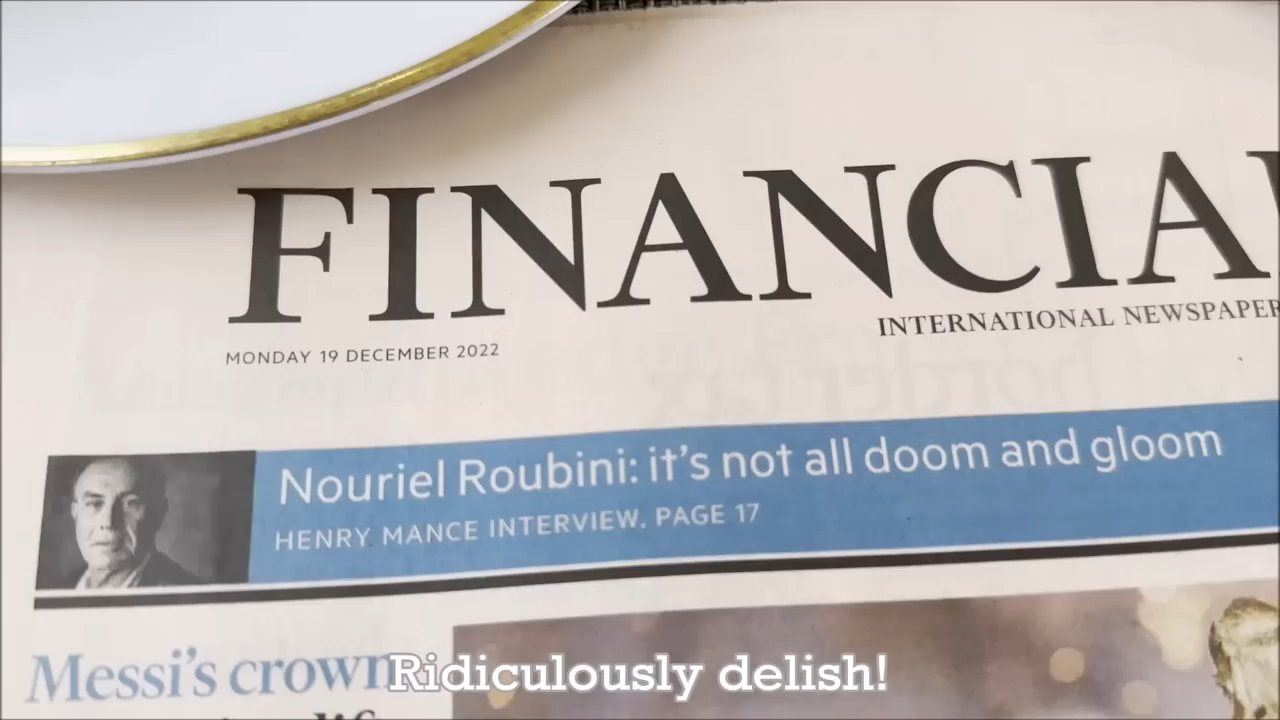 FINANCIA
MONDAY 19 DECEMBER 2022
INTERNATIONAL NEWSPAPER
Nouriel Roubini: it's not all doom and gloom
HENRY MANCE INTERVIEW, PAGE 17
Messi's crown
Ridiculously delish!